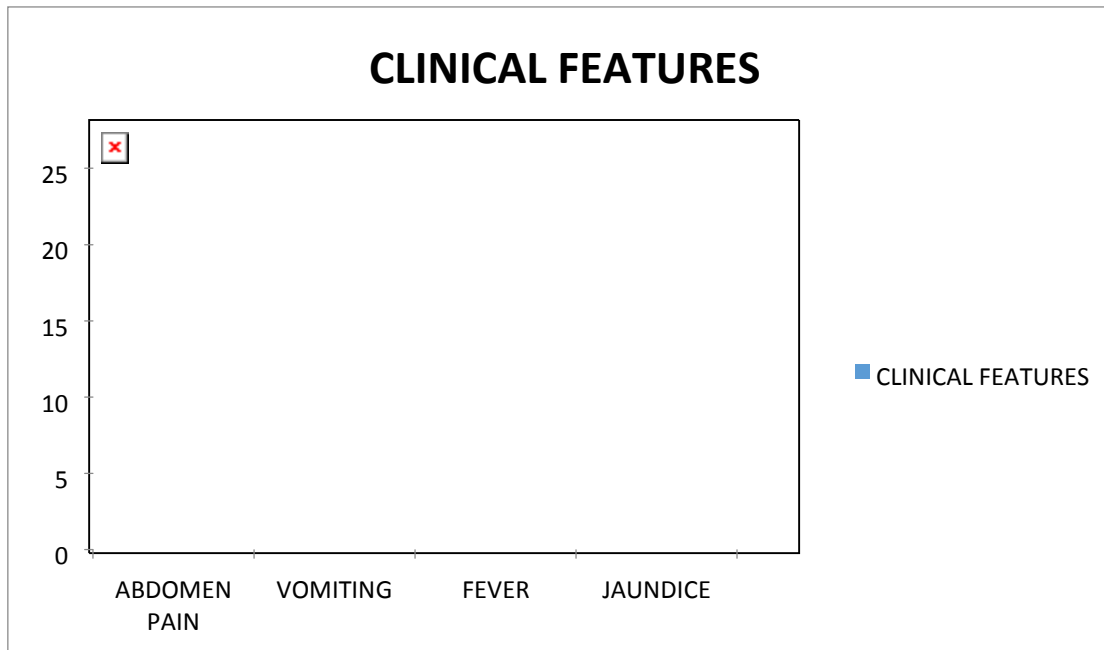 CLINICAL FEATURES
25
20
15
10
5
0
ABDOMEN PAIN
VOMITING
FEVER
JAUNDICE
CLINICAL FEATURES